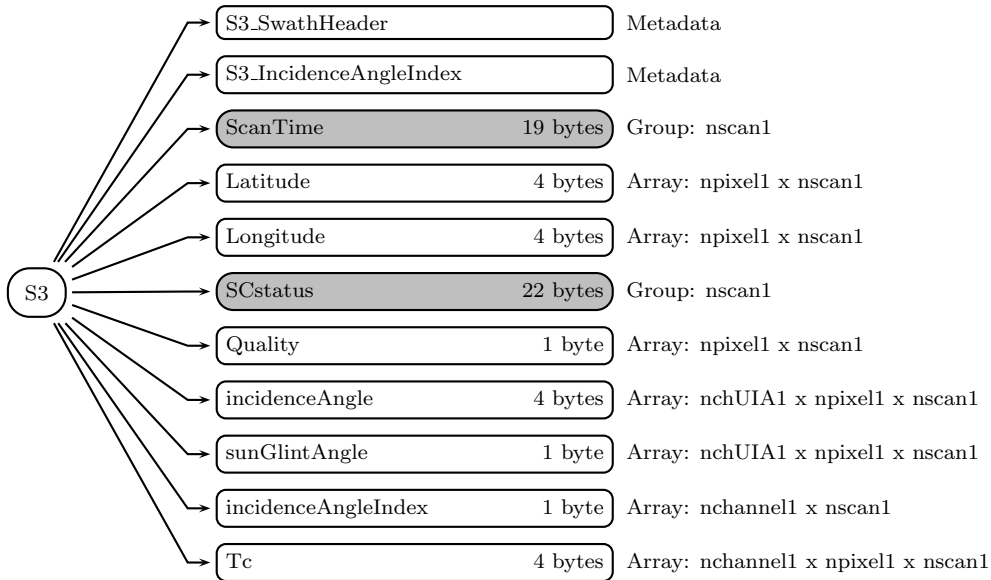 S3_SwathHeader Metadata
S3_IncidenceAngleIndex Metadata
ScanTime 19 bytes Group: nscan1
Latitude 4 bytes Array: npixel1 x nscan1
Longitude 4 bytes Array: npixel1 x nscan1
S3 SCstatus 22 bytes Group: nscan1
Quality 1 byte Array: npixel1 x nscan1
incidenceAngle 4 bytes Array: nchUIA1 x npixel1 x nscan1
sunGlintAngle 1 byte Array: nchUIA1 x npixel1 x nscan1
incidenceAngleIndex 1 byte Array: nchannel1 x nscan1
Tc 4 bytes Array: nchannel1 x npixel1 x nscan1